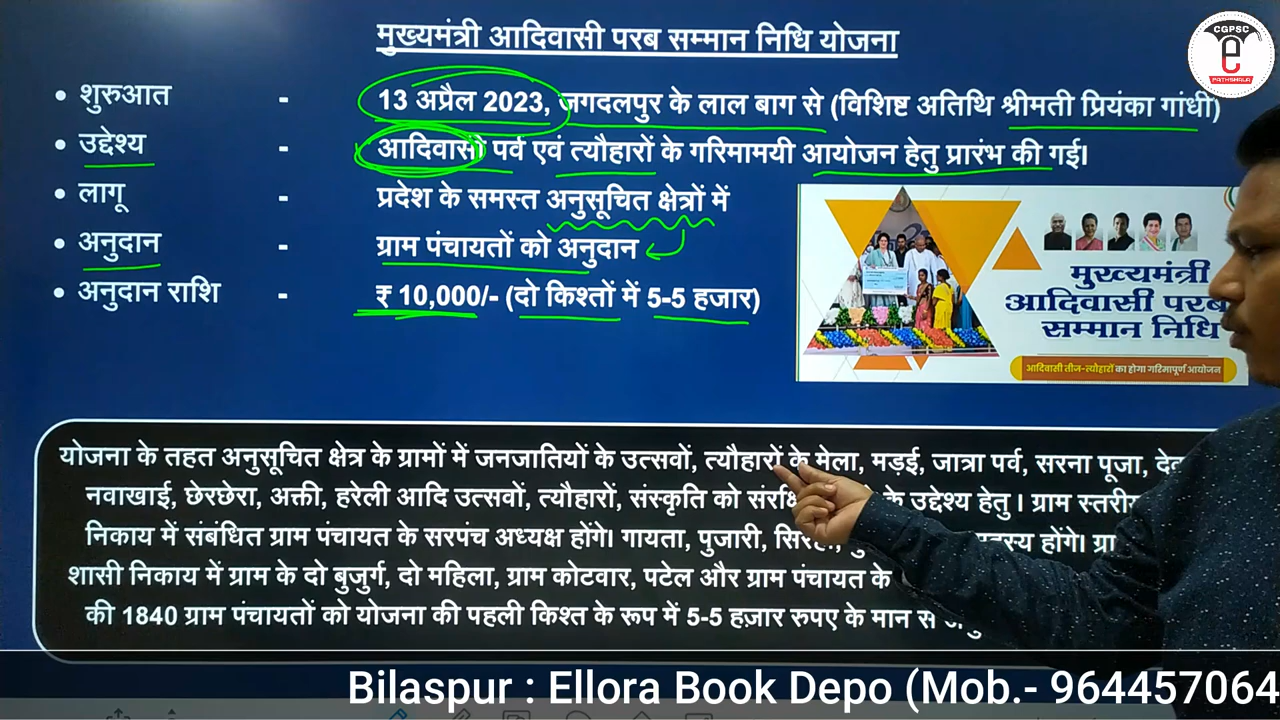 CGPSC
PATHSHALA
मुख्यमंत्री आदिवासी परब सम्मान निधि योजना
• शुरुआत - 13 अप्रैल 2023, जगदलपुर के लाल बाग से (विशिष्ट अतिथि श्रीमती प्रियंका गांधी)
• उद्देश्य - आदिवासी पर्व एवं त्यौहारों के गरिमामयी आयोजन हेतु प्रारंभ की गई।
• लागू - प्रदेश के समस्त अनुसूचित क्षेत्रों में
• अनुदान - ग्राम पंचायतों को अनुदान
• अनुदान राशि - ₹ 10,000/- (दो किश्तों में 5-5 हजार)
मुख्यमंत्री
आदिवासी परब
सम्मान निधि
आदिवासी तीज-त्यौहारों का होगा गरिमापूर्ण आयोजन
योजना के तहत अनुसूचित क्षेत्र के ग्रामों में जनजातियों के उत्सवों, त्यौहारों के मेला, मड़ई, जात्रा पर्व, सरना पूजा,
नवाखाई, छेरछेरा, अक्ती, हरेली आदि उत्सवों, त्यौहारों, संस्कृति को के उद्देश्य हेतु । ग्राम
निकाय में संबंधित ग्राम पंचायत के सरपंच अध्यक्ष होंगे। गायता, पुजारी, होंगे।
शासी निकाय में ग्राम के दो बुजुर्ग, दो महिला, ग्राम कोटवार, पटेल और ग्राम पंचायत के
की 1840 ग्राम पंचायतों को योजना की पहली किश्त के रूप में 5-5 हज़ार रुपए के मान से
Bilaspur : Ellora Book Depo (Mob.- 964457064